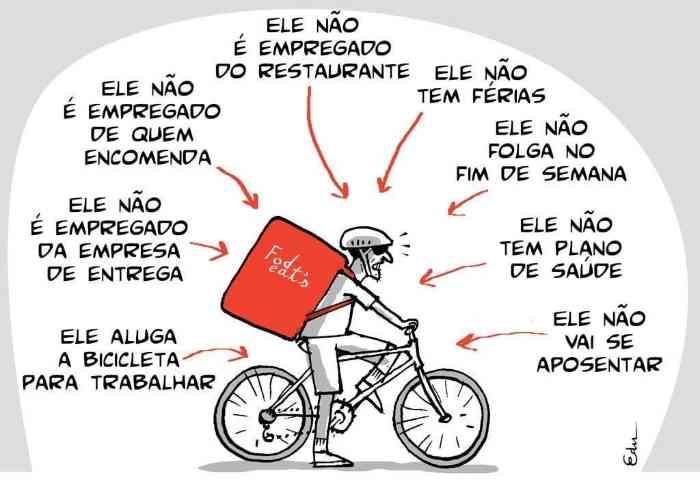 ELE NÃO
É EMPREGADO
DO RESTAURANTE
ELE NÃO
TEM FÉRIAS
ELE NÃO
É EMPREGADO
DE QUEM
ENCOMENDA
ELE NÃO
FOLGA NO
FIM DE SEMANA
ELE NÃO
É EMPREGADO
DA EMPRESA
DE ENTREGA
ELE NÃO
TEM PLANO
DE SAÚDE
Fod
eat's
ELE ALUGA
A BICICLETA
PARA TRABALHAR
ELE NÃO
VAI SE
APOSENTAR
Edu